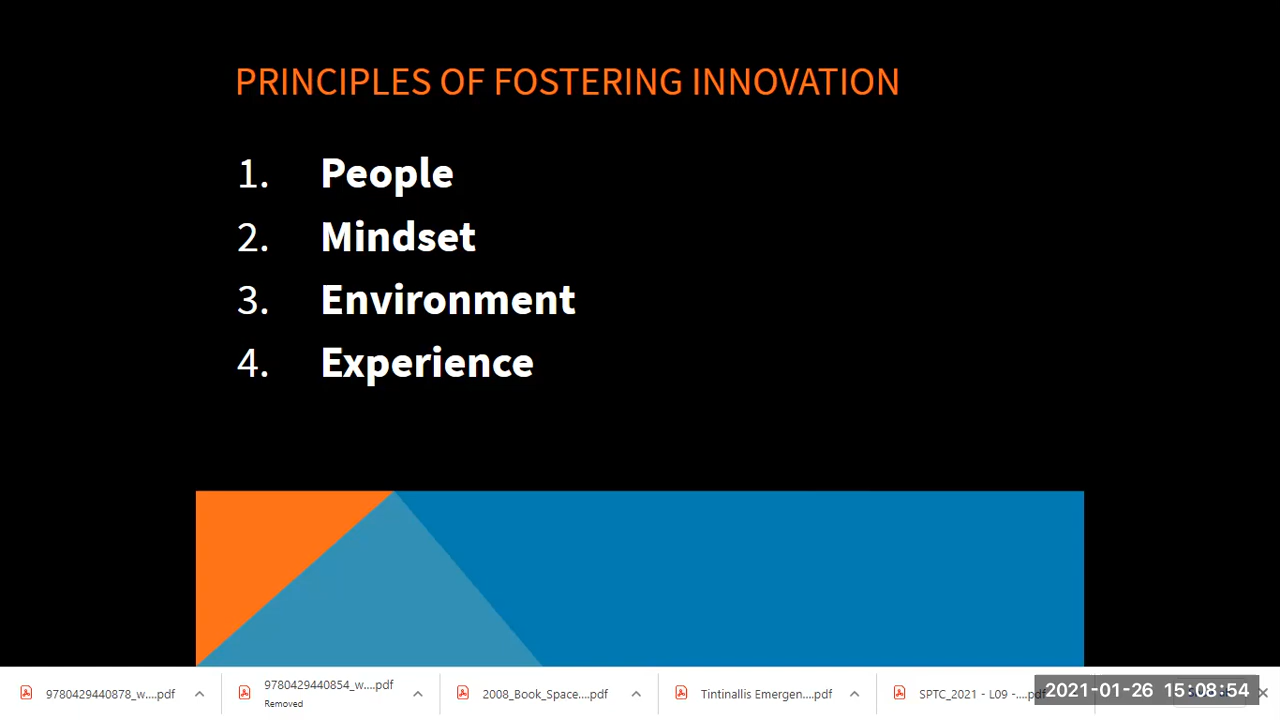 PRINCIPLES OF FOSTERING INNOVATION
1. People
2. Mindset
3. Environment
4. Experience
9780429440878_w....pdf
9780429440854_w....pdf
Removed
2008_Book_Space....pdf
Tintinallis Emergen....pdf
SPTC_2021 - L09 -....pdf
2021-01-26 15:08:54